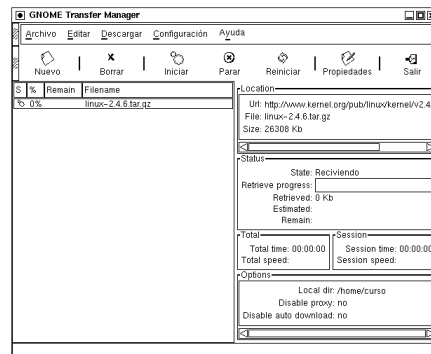 GNOME Transfer Manager
Archivo Editar Descargar Configuración Ayuda
Nuevo Borrar Iniciar Parar Reiniciar Propiedades Salir
S % Remain Filename
0% linux-2.4.6.tar.gz
Location
Url: http://www.kernel.org/pub/linux/kernel/v2.4
File: linux-2.4.6.tar.gz
Size: 26308 Kb
Status
State: Reciviendo
Retrieve progress:
Retrieved: 0 Kb
Estimated:
Remain:
Total
Total time: 00:00:00
Total speed:
Session
Session time: 00:00:00
Session speed:
Options
Local dir: /home/curso
Disable proxy: no
Disable auto download: no